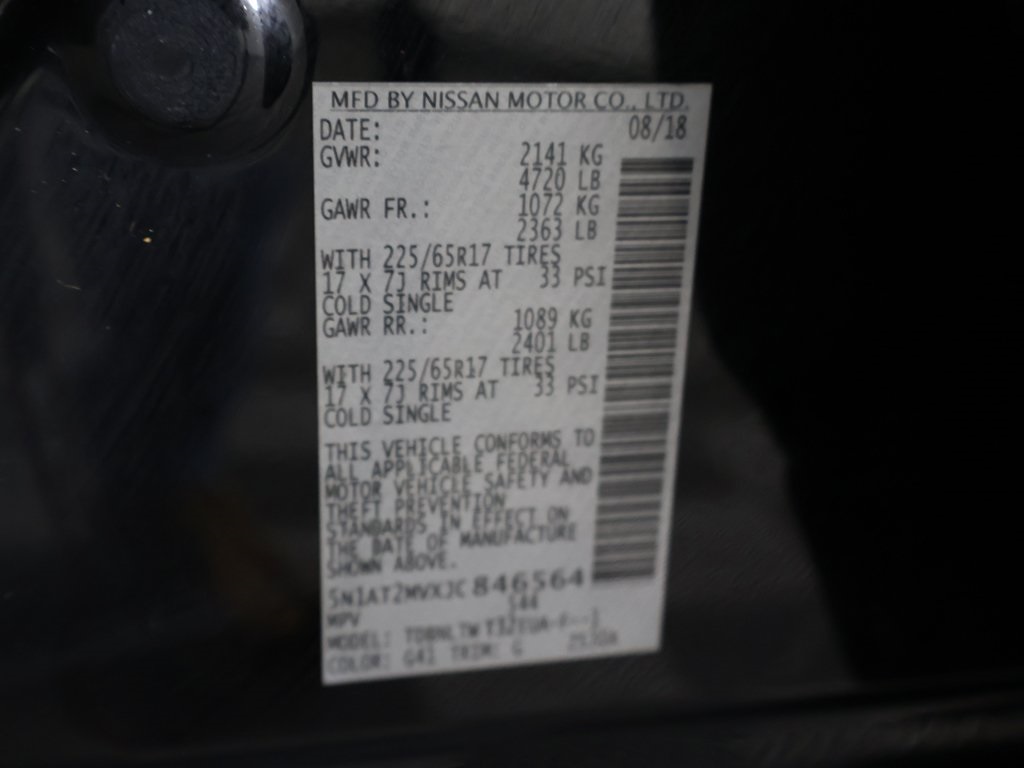 MFD BY NISSAN MOTOR CO., LTD.
DATE: 08/18
GVWR: 2141 KG
4720 LB
GAWR FR.: 1072 KG
2363 LB
WITH 225/65R17 TIRES
17 X 7J RIMS AT 33 PSI
COLD SINGLE
GAWR RR.: 1089 KG
2401 LB
WITH 225/65R17 TIRES
17 X 7J RIMS AT 33 PSI
COLD SINGLE
THIS VEHICLE CONFORMS TO
ALL APPLICABLE FEDERAL
MOTOR VEHICLE SAFETY AND
THEFT PREVENTION
STANDARDS IN EFFECT ON
THE DATE OF MANUFACTURE
SHOWN ABOVE.
5N1AT2MVXJC846564
MPV 544
MODEL:
COLOR: G41 TRIM: G